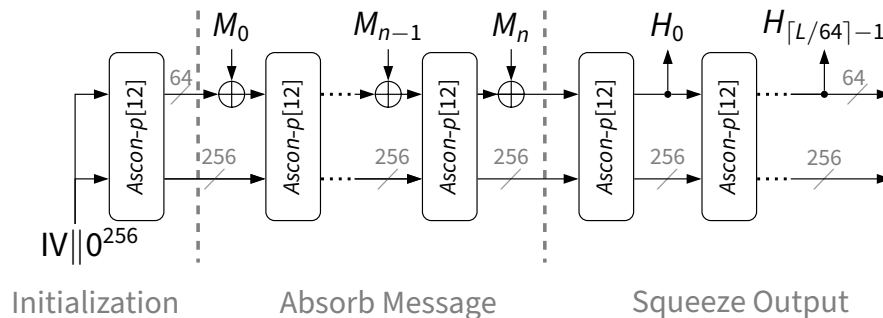 M₀ Mₙ₋₁ Mₙ H₀ H⌈L/64⌉−1
64 64
Ascon-p[12] Ascon-p[12] Ascon-p[12] Ascon-p[12] Ascon-p[12]
256 256 256 256 256
IV‖0²⁵⁶
Initialization Absorb Message Squeeze Output